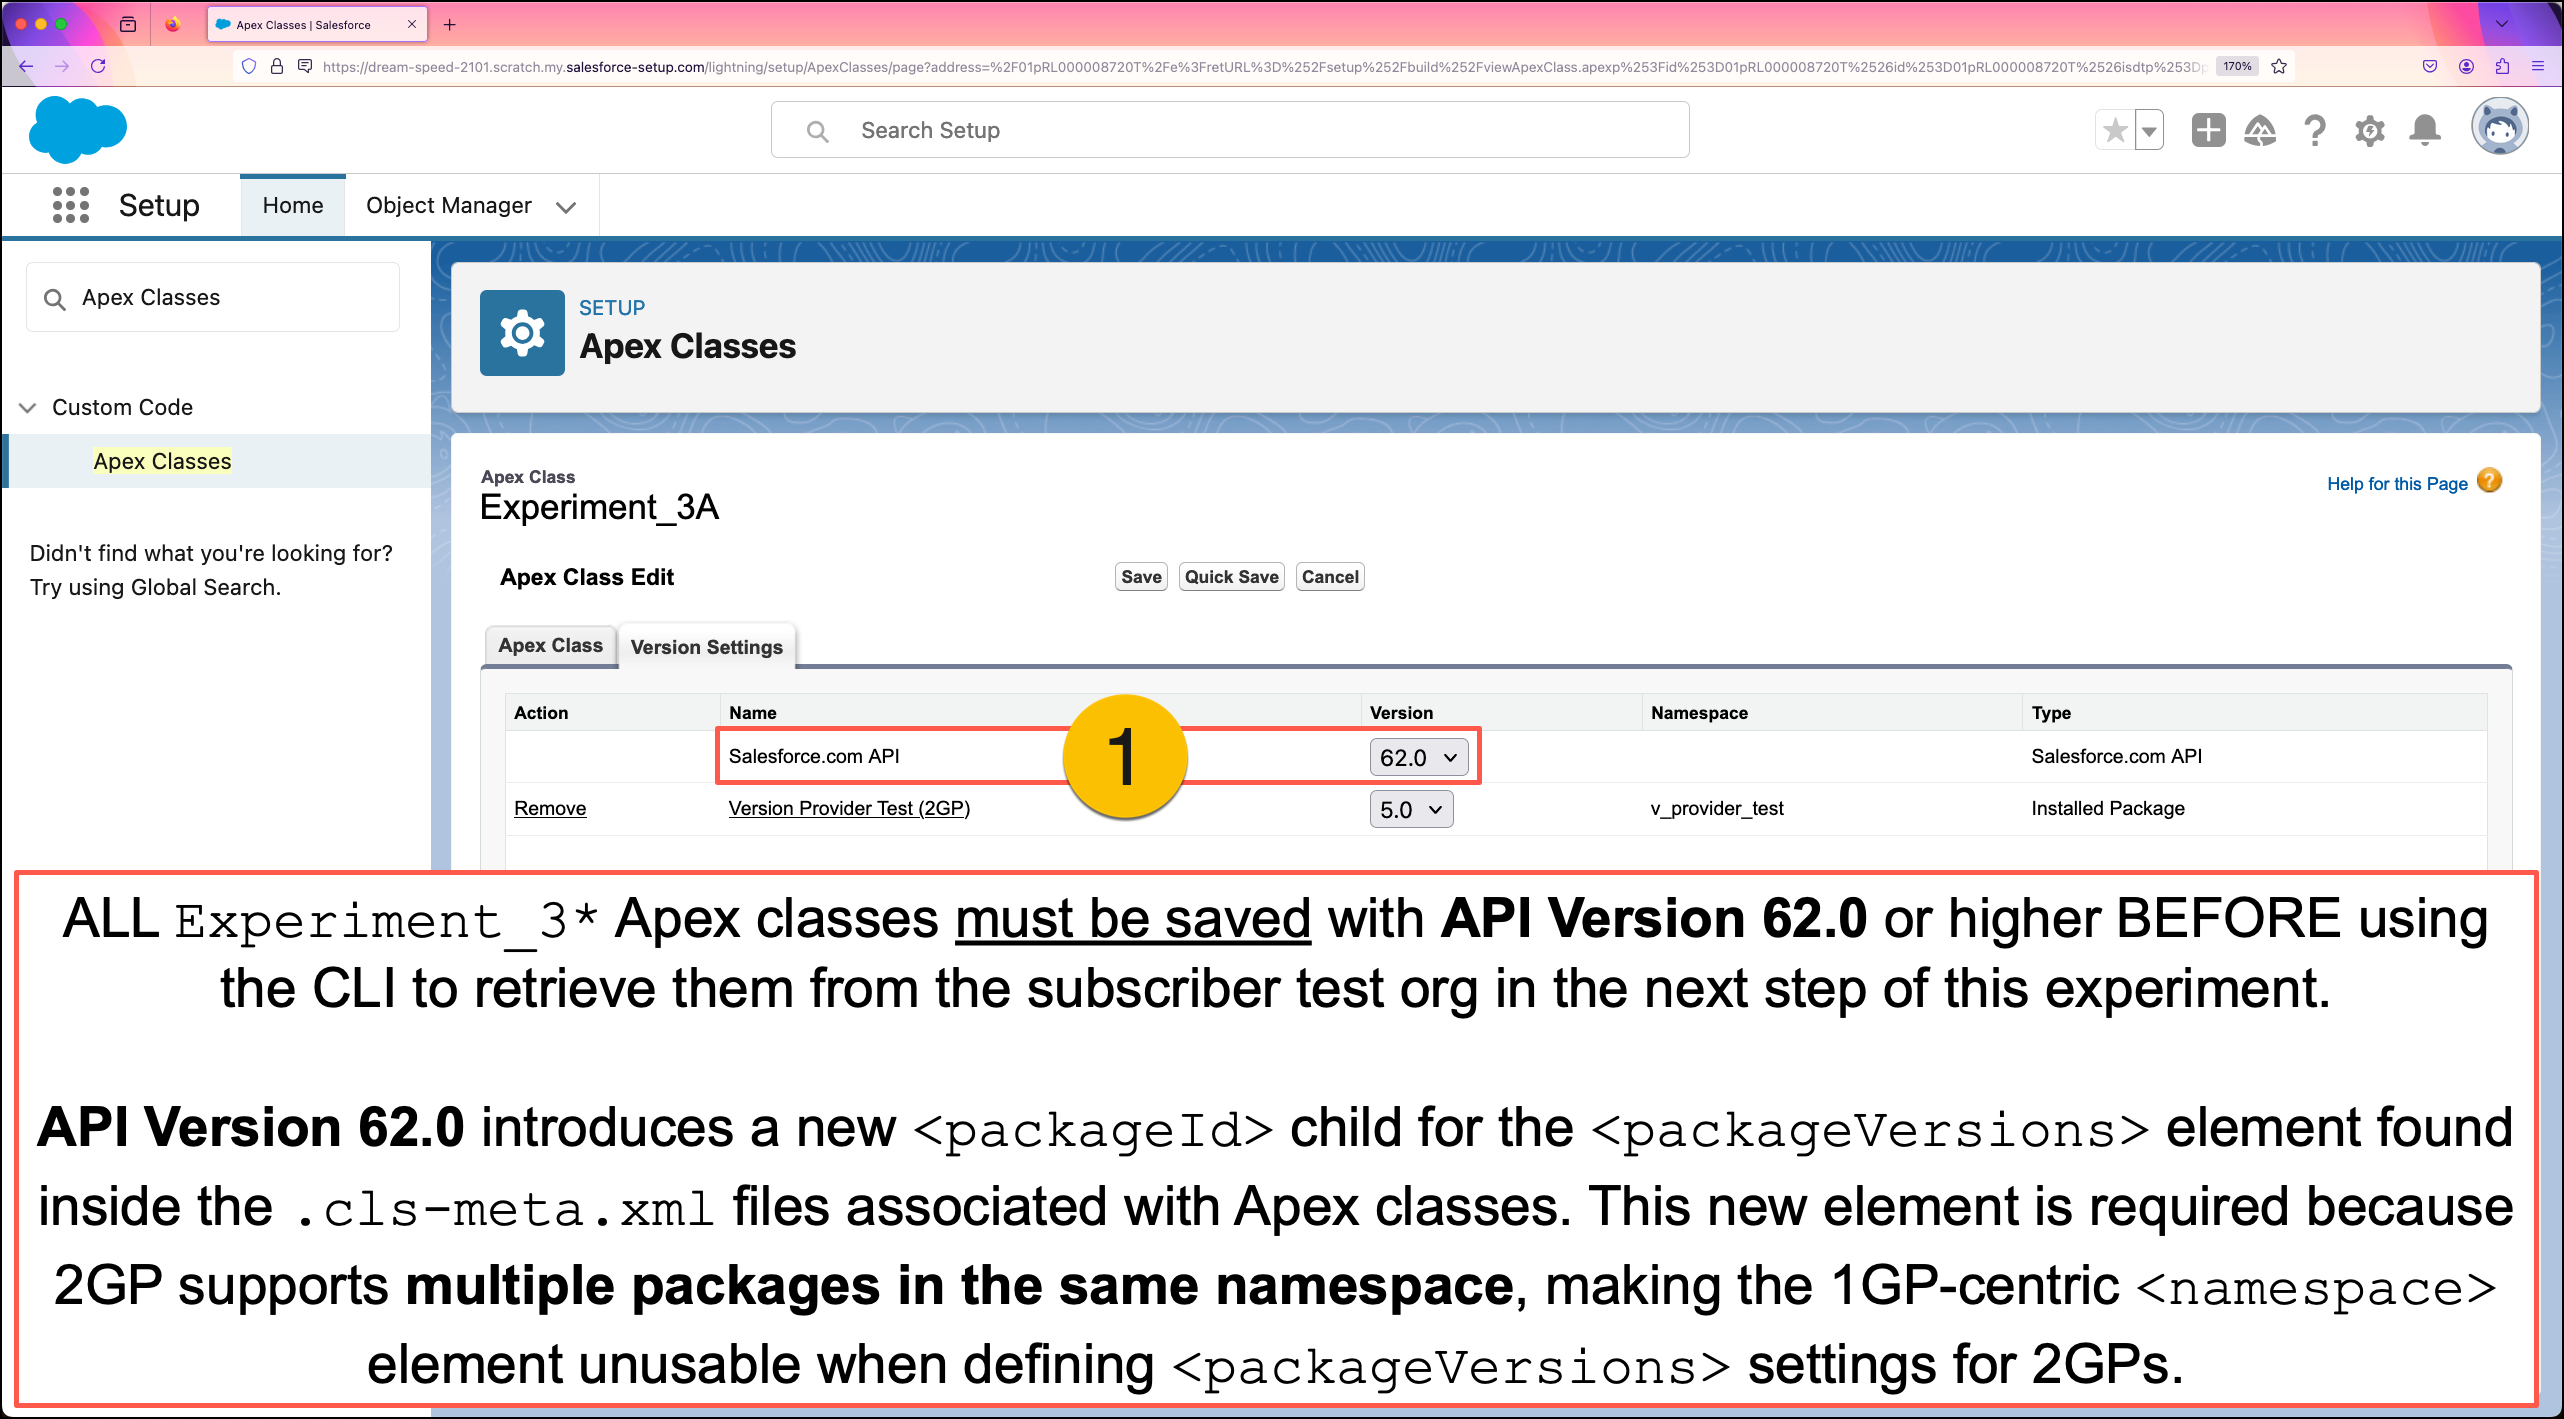 Apex Classes | Salesforce
https://dream-speed-2101.scratch.my.salesforce-setup.com/lightning/setup/ApexClasses/page?address=%2F01pRL000008720T%2Fe%3FretURL%3D%252Fsetup%252Fbuild%252FviewApexClass.apexp%253Fid%253D01pRL000008720T%2526id%253D01pRL000008720T%2526isdtp%253Dp
170%
Search Setup
Setup
Home
Object Manager
Apex Classes
Custom Code
Apex Classes
Didn't find what you're looking for?
Try using Global Search.
SETUP
Apex Classes
Apex Class
Experiment_3A
Help for this Page
Apex Class Edit
Save Quick Save Cancel
Apex Class Version Settings
Action Name Version Namespace Type
Salesforce.com API 1 62.0 Salesforce.com API
Remove Version Provider Test (2GP) 5.0 v_provider_test Installed Package
ALL Experiment_3* Apex classes must be saved with API Version 62.0 or higher BEFORE using
the CLI to retrieve them from the subscriber test org in the next step of this experiment.
API Version 62.0 introduces a new <packageId> child for the <packageVersions> element found
inside the .cls-meta.xml files associated with Apex classes. This new element is required because
2GP supports multiple packages in the same namespace, making the 1GP-centric <namespace>
element unusable when defining <packageVersions> settings for 2GPs.